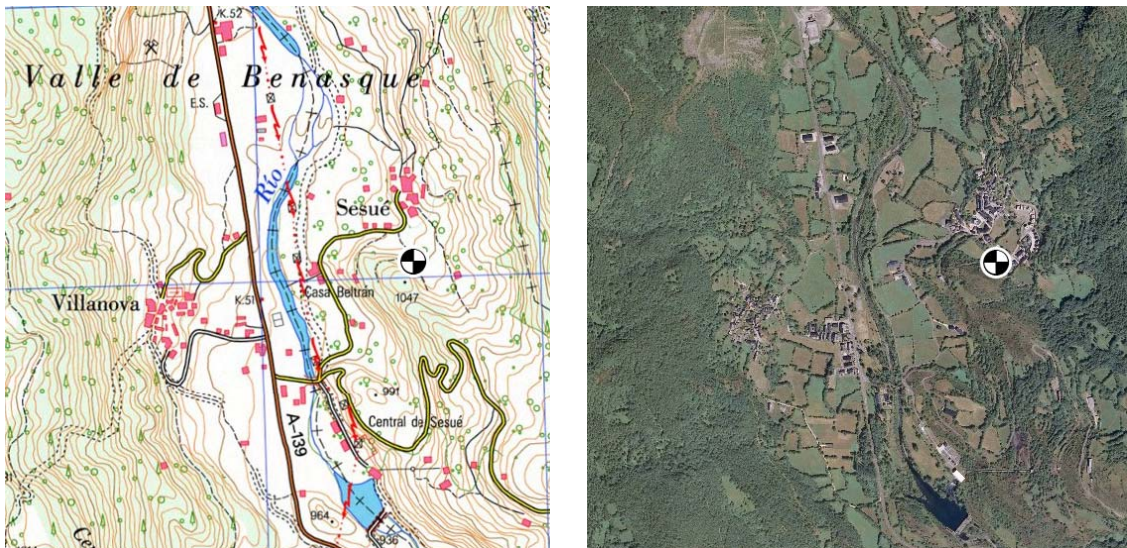 K.52
Valle de Benasque
E.S.
Río
Sesué
Casa Beltrán
1047
Villanova
K.51
991
A-139
Central de Sesué
964
936